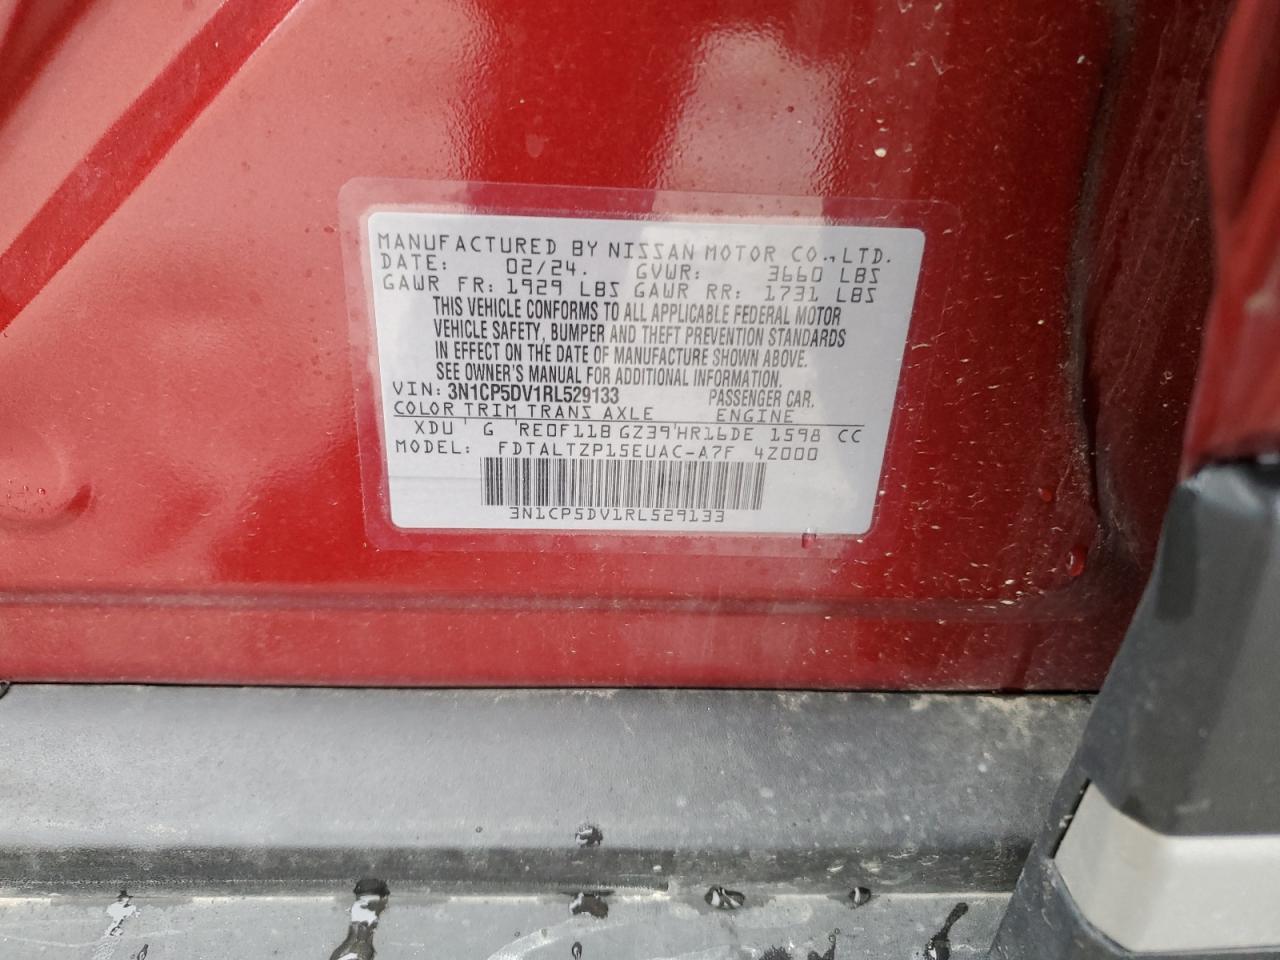 MANUFACTURED BY NISSAN MOTOR CO., LTD.
DATE: 02/24. GVWR: 3660 LBS
GAWR FR: 1929 LBS GAWR RR: 1731 LBS
THIS VEHICLE CONFORMS TO ALL APPLICABLE FEDERAL MOTOR
VEHICLE SAFETY, BUMPER AND THEFT PREVENTION STANDARDS
IN EFFECT ON THE DATE OF MANUFACTURE SHOWN ABOVE.
SEE OWNER'S MANUAL FOR ADDITIONAL INFORMATION.
VIN: 3N1CP5DV1RL529133 PASSENGER CAR.
COLOR TRIM TRANS AXLE ENGINE
XDU ' G 'RE0F11B GZ39'HR16DE 1598 CC
MODEL: FDTALTZP15EUAC-A7F 4Z000
3N1CP5DV1RL529133